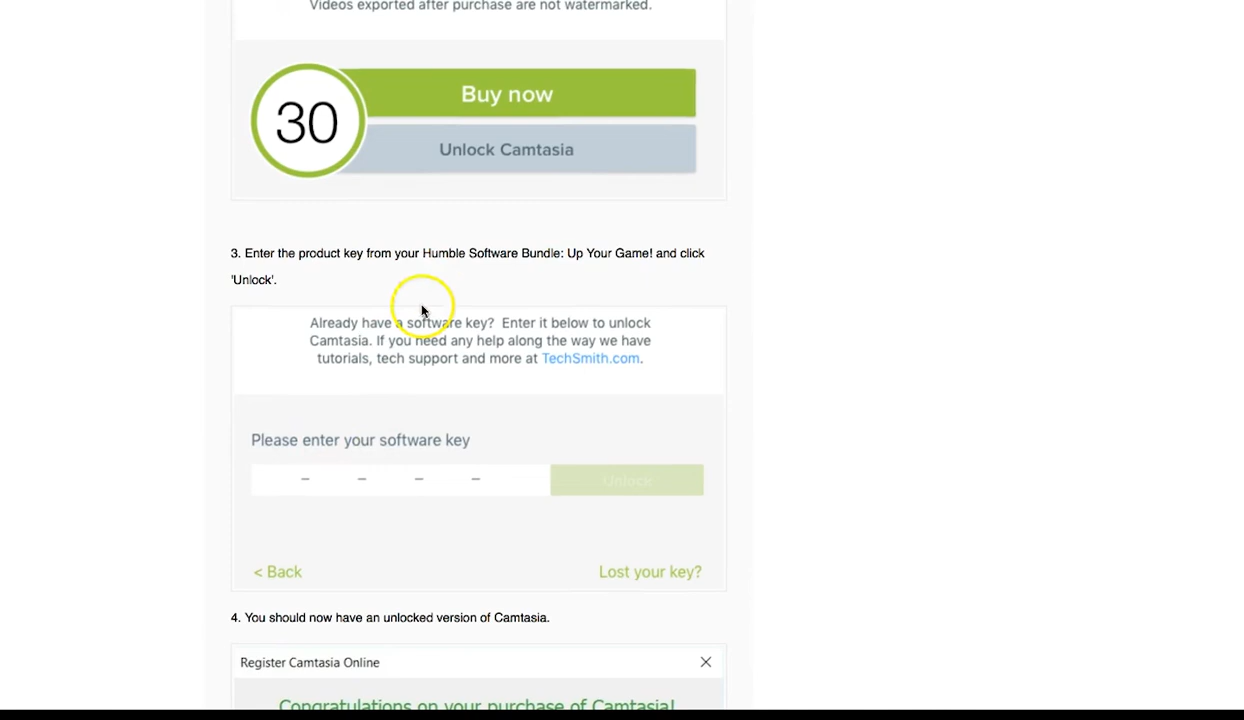 Videos exported after purchase are not watermarked.
30
Buy now
Unlock Camtasia
3. Enter the product key from your Humble Software Bundle: Up Your Game! and click
'Unlock'.
Already have a software key? Enter it below to unlock
Camtasia. If you need any help along the way we have
tutorials, tech support and more at TechSmith.com.
Please enter your software key
– – – –
Unlock
< Back
Lost your key?
4. You should now have an unlocked version of Camtasia.
Register Camtasia Online
Congratulations on your purchase of Camtasia!